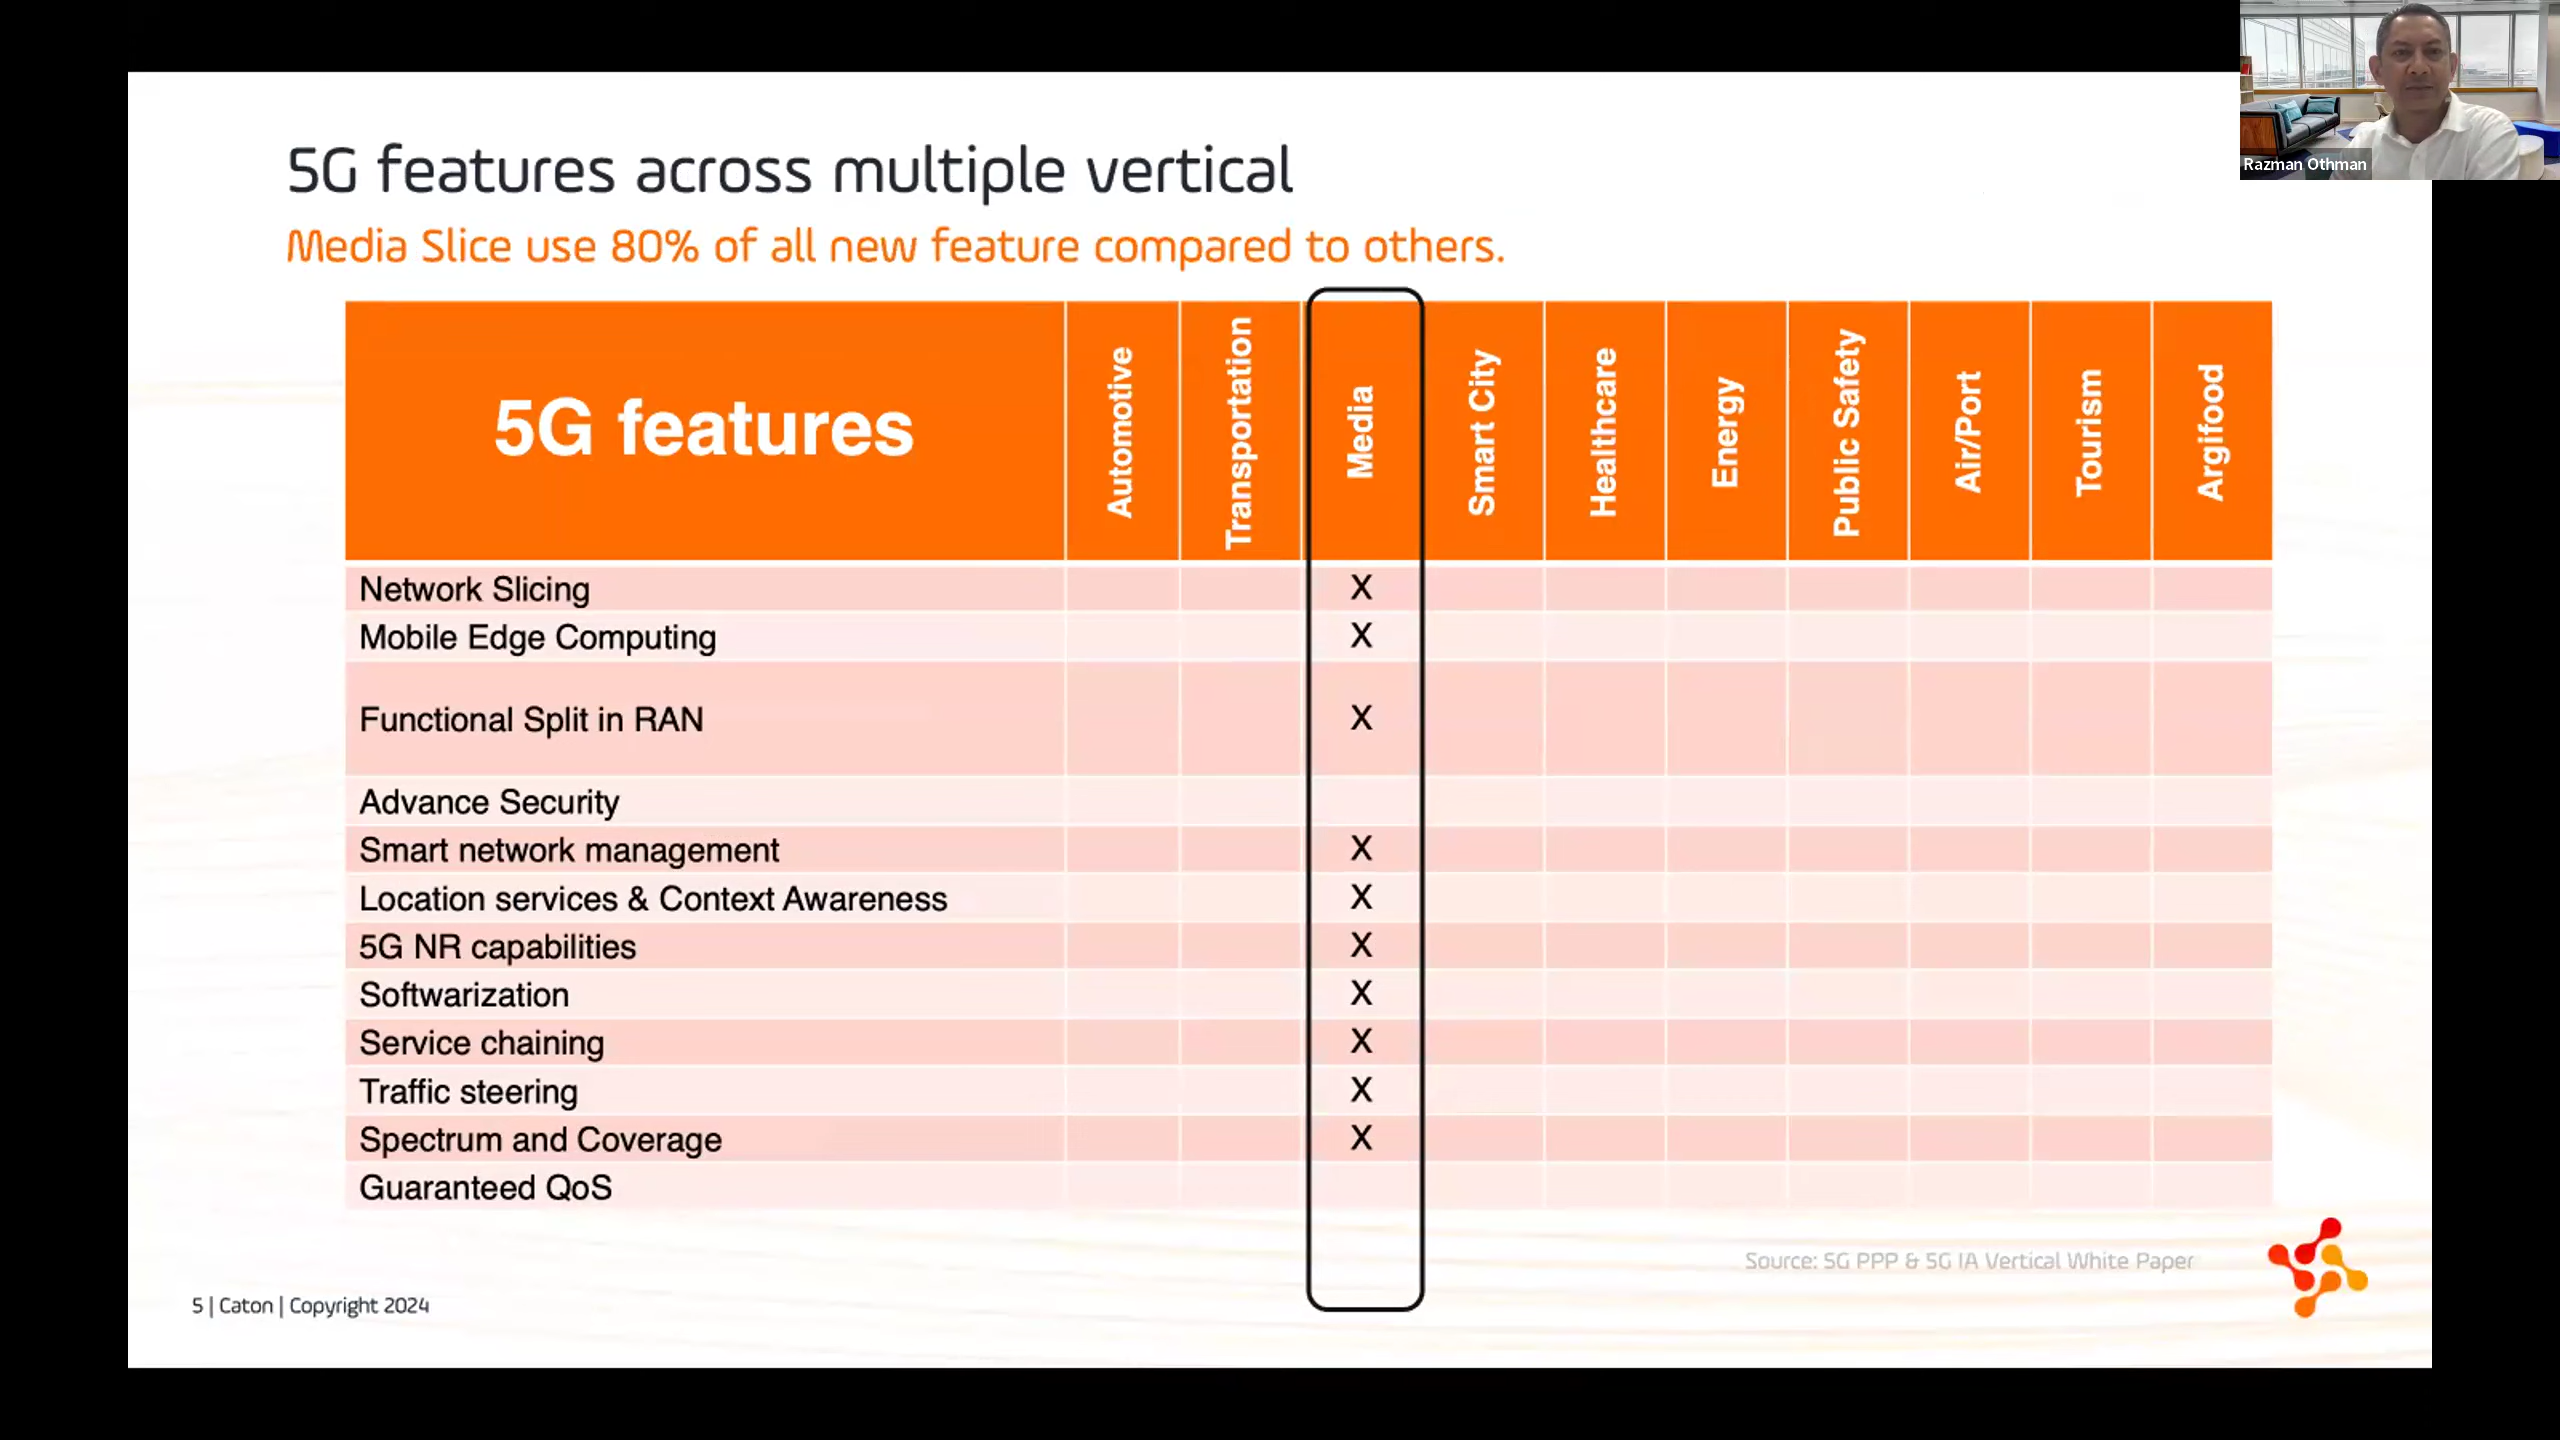 Razman Othman
5G features across multiple vertical
Media Slice use 80% of all new feature compared to others.
5G features
Automotive
Transportation
Media
Smart City
Healthcare
Energy
Public Safety
Air/Port
Tourism
Argifood
Network Slicing X
Mobile Edge Computing X
Functional Split in RAN X
Advance Security
Smart network management X
Location services & Context Awareness X
5G NR capabilities X
Softwarization X
Service chaining X
Traffic steering X
Spectrum and Coverage X
Guaranteed QoS
Source: 5G PPP & 5G IA Vertical White Paper
5 | Caton | Copyright 2024